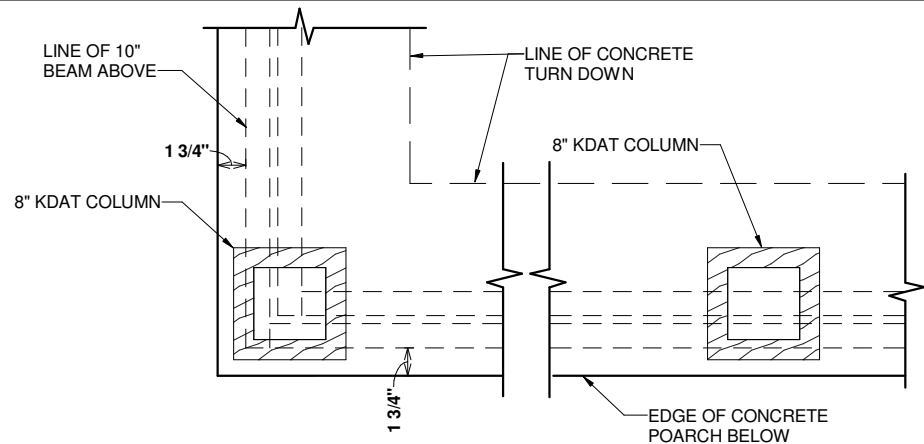 LINE OF 10"
BEAM ABOVE
LINE OF CONCRETE
TURN DOWN
1 3/4"
8" KDAT COLUMN
8" KDAT COLUMN
1 3/4"
EDGE OF CONCRETE
POARCH BELOW